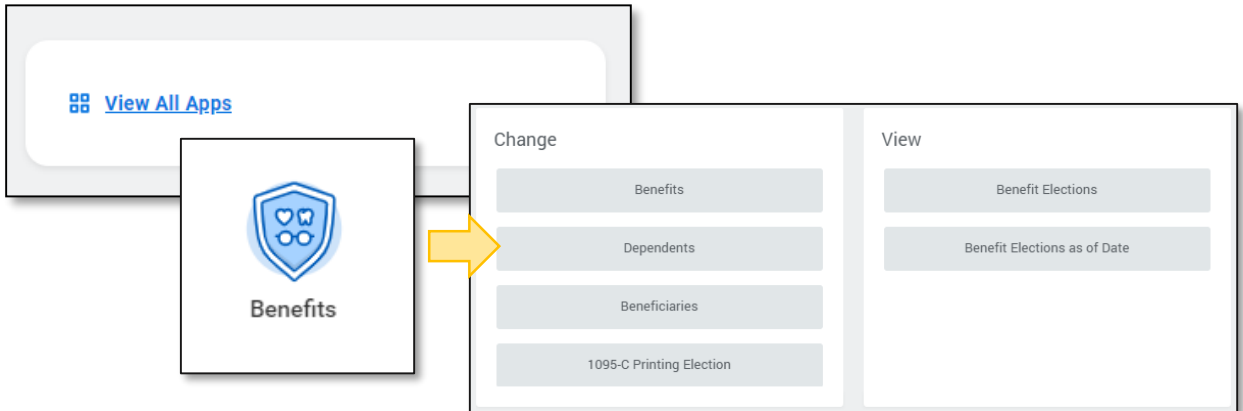 View All Apps
Benefits
Change
Benefits
Dependents
Beneficiaries
1095-C Printing Election
View
Benefit Elections
Benefit Elections as of Date